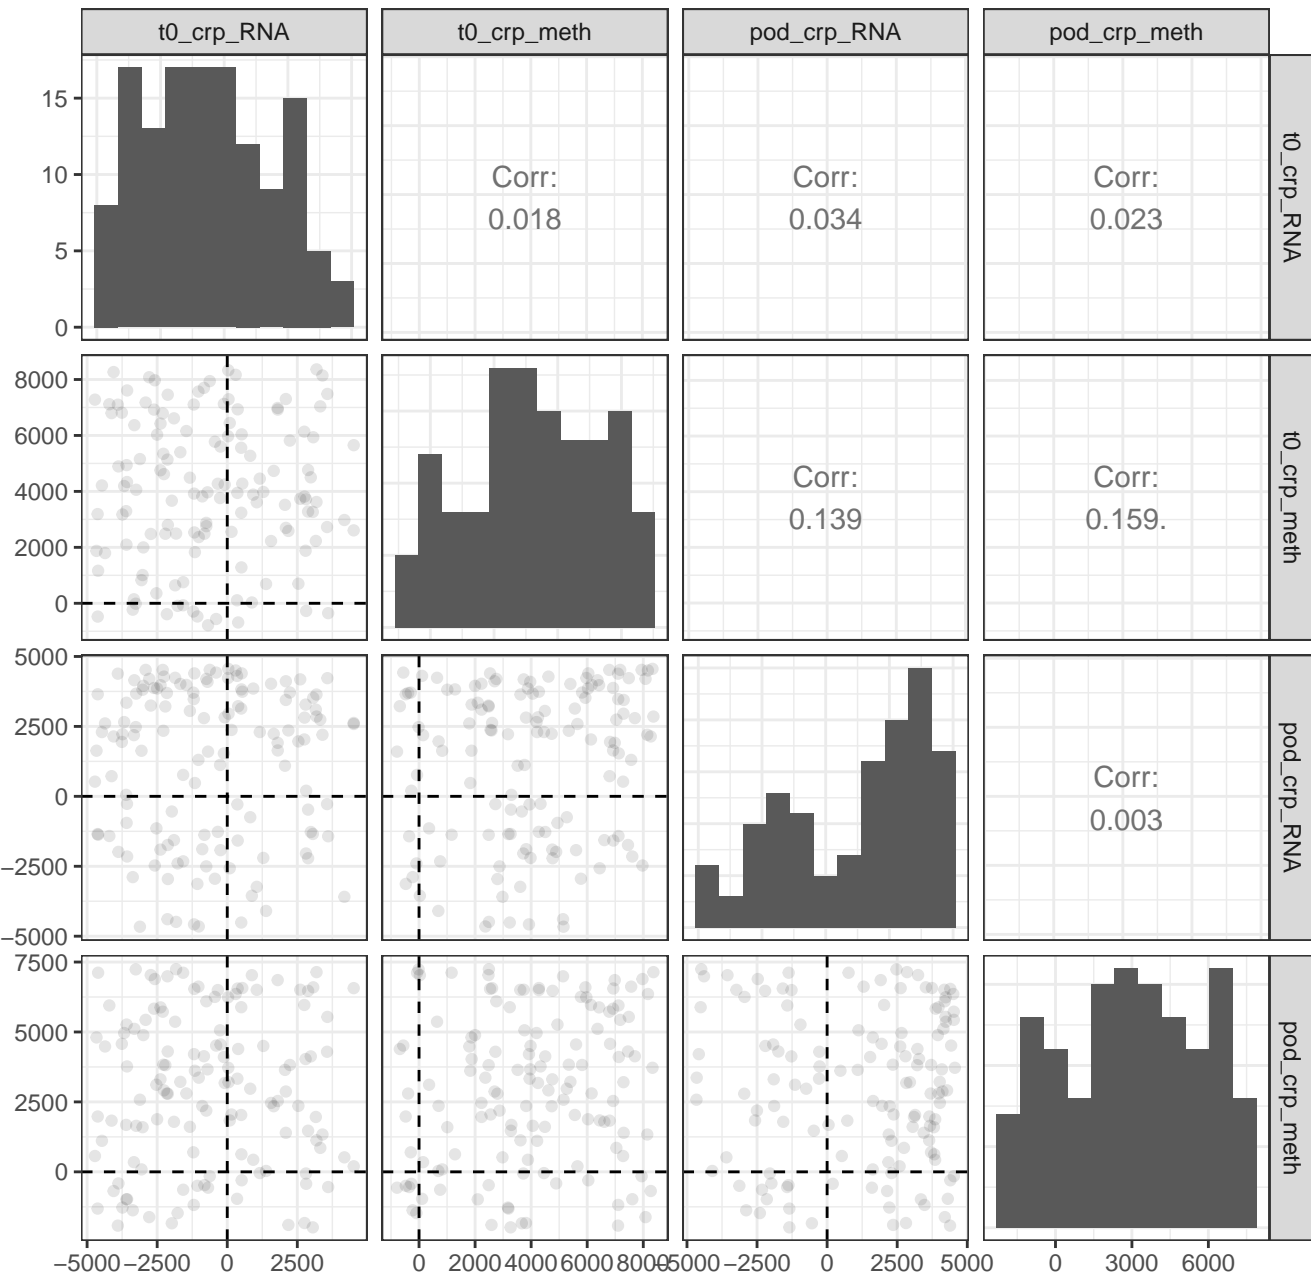 t0_crp_RNA
t0_crp_meth
pod_crp_RNA
pod_crp_meth
15
10
5
0
Corr:
0.018
Corr:
0.034
Corr:
0.023
t0_crp_RNA
8000
6000
4000
2000
0
Corr:
0.139
Corr:
0.159.
t0_crp_meth
5000
2500
0
−2500
−5000
Corr:
0.003
pod_crp_RNA
7500
5000
2500
0
pod_crp_meth
−5000 −2500 0 2500
0 2000 4000 6000 8000
−5000 −2500 0 2500 5000
0 3000 6000